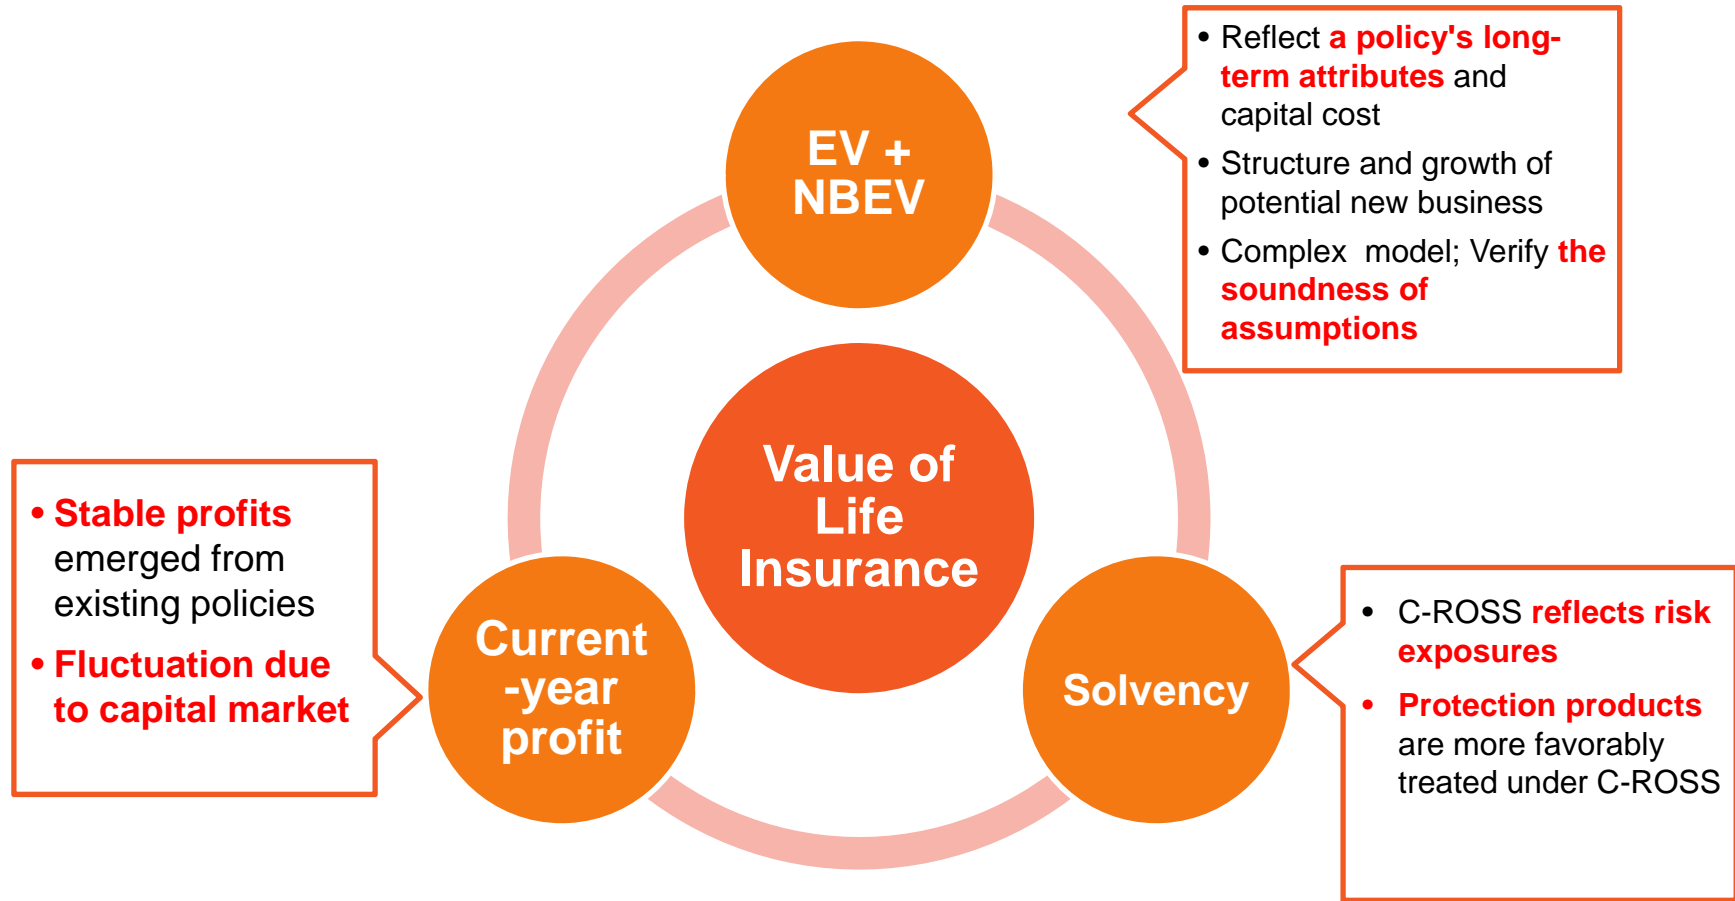 EV +
NBEV
• Reflect a policy's long-
term attributes and
capital cost
• Structure and growth of
potential new business
• Complex  model; Verify the
soundness of
assumptions
Value of
Life
Insurance
• Stable profits
emerged from
existing policies
• Fluctuation due
to capital market
Current
-year
profit
Solvency
• C-ROSS reflects risk
exposures
• Protection products
are more favorably
treated under C-ROSS